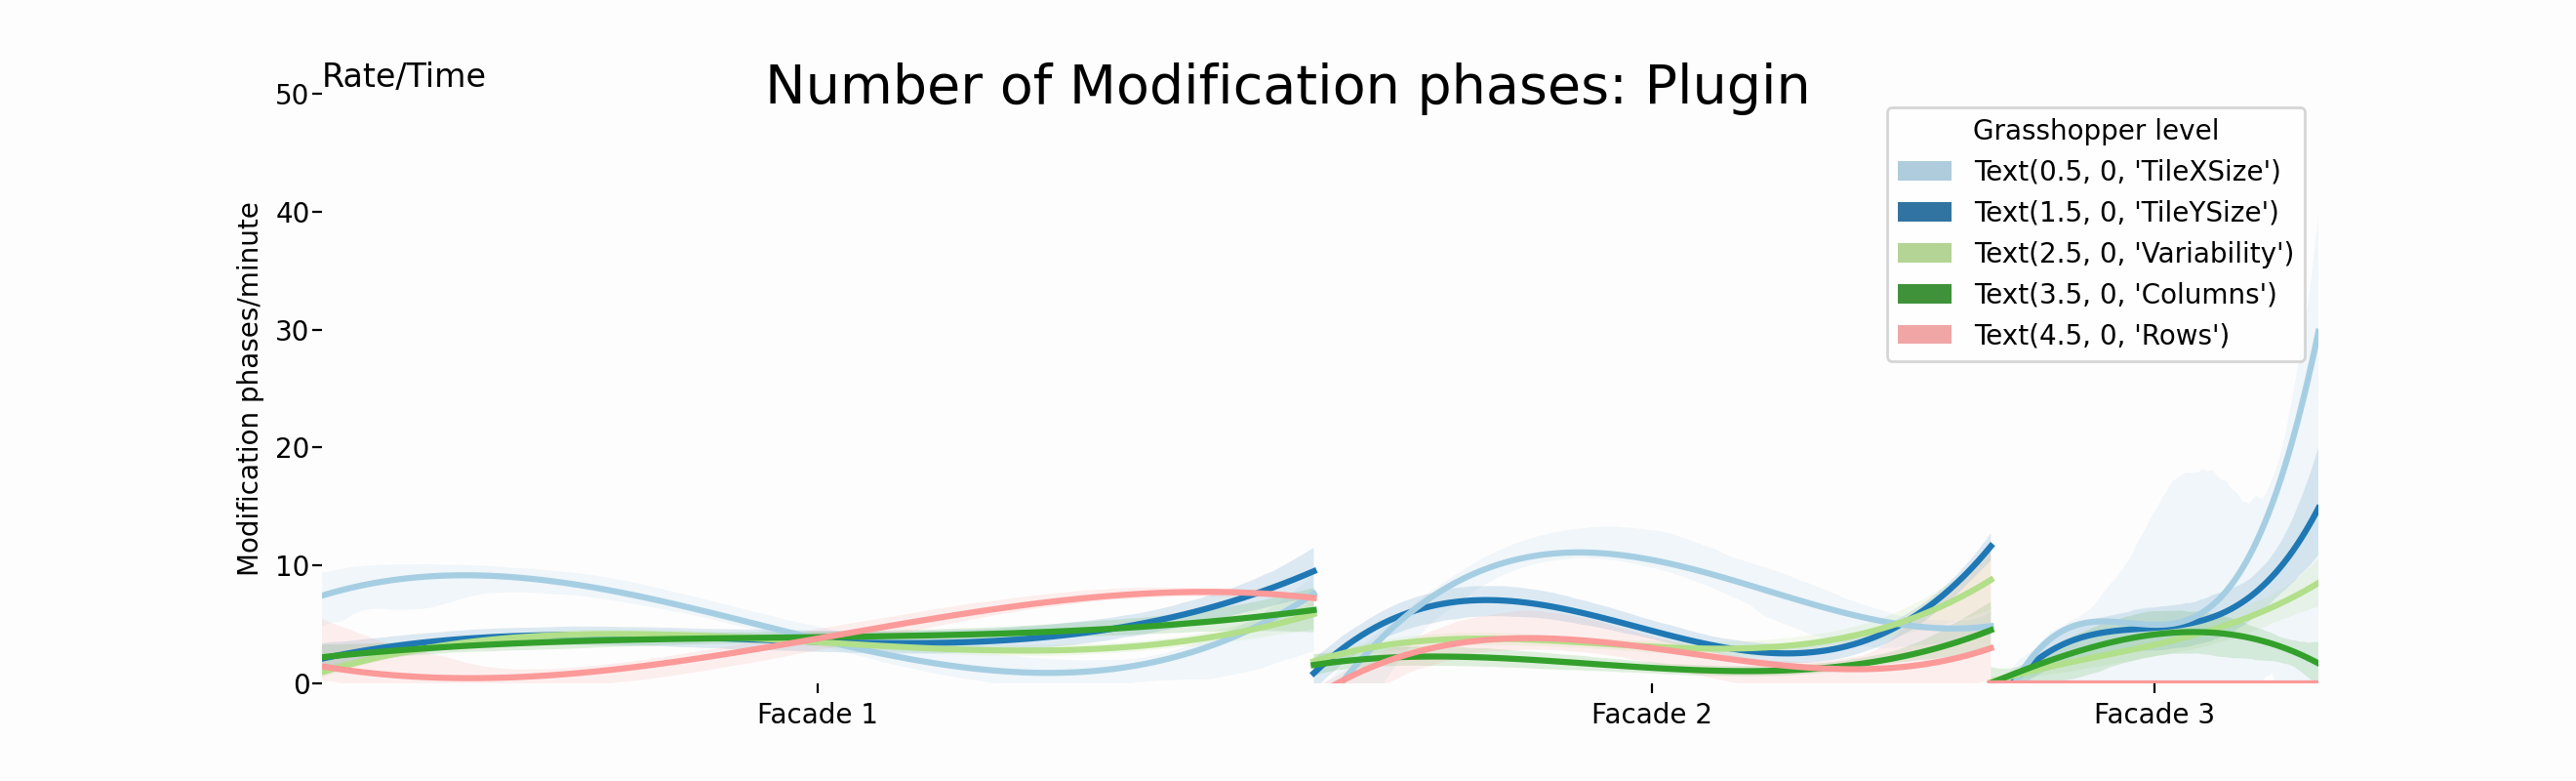 Rate/Time
Number of Modification phases: Plugin
Modification phases/minute
50
40
30
20
10
0
Grasshopper level
Text(0.5, 0, 'TileXSize')
Text(1.5, 0, 'TileYSize')
Text(2.5, 0, 'Variability')
Text(3.5, 0, 'Columns')
Text(4.5, 0, 'Rows')
Facade 1
Facade 2
Facade 3